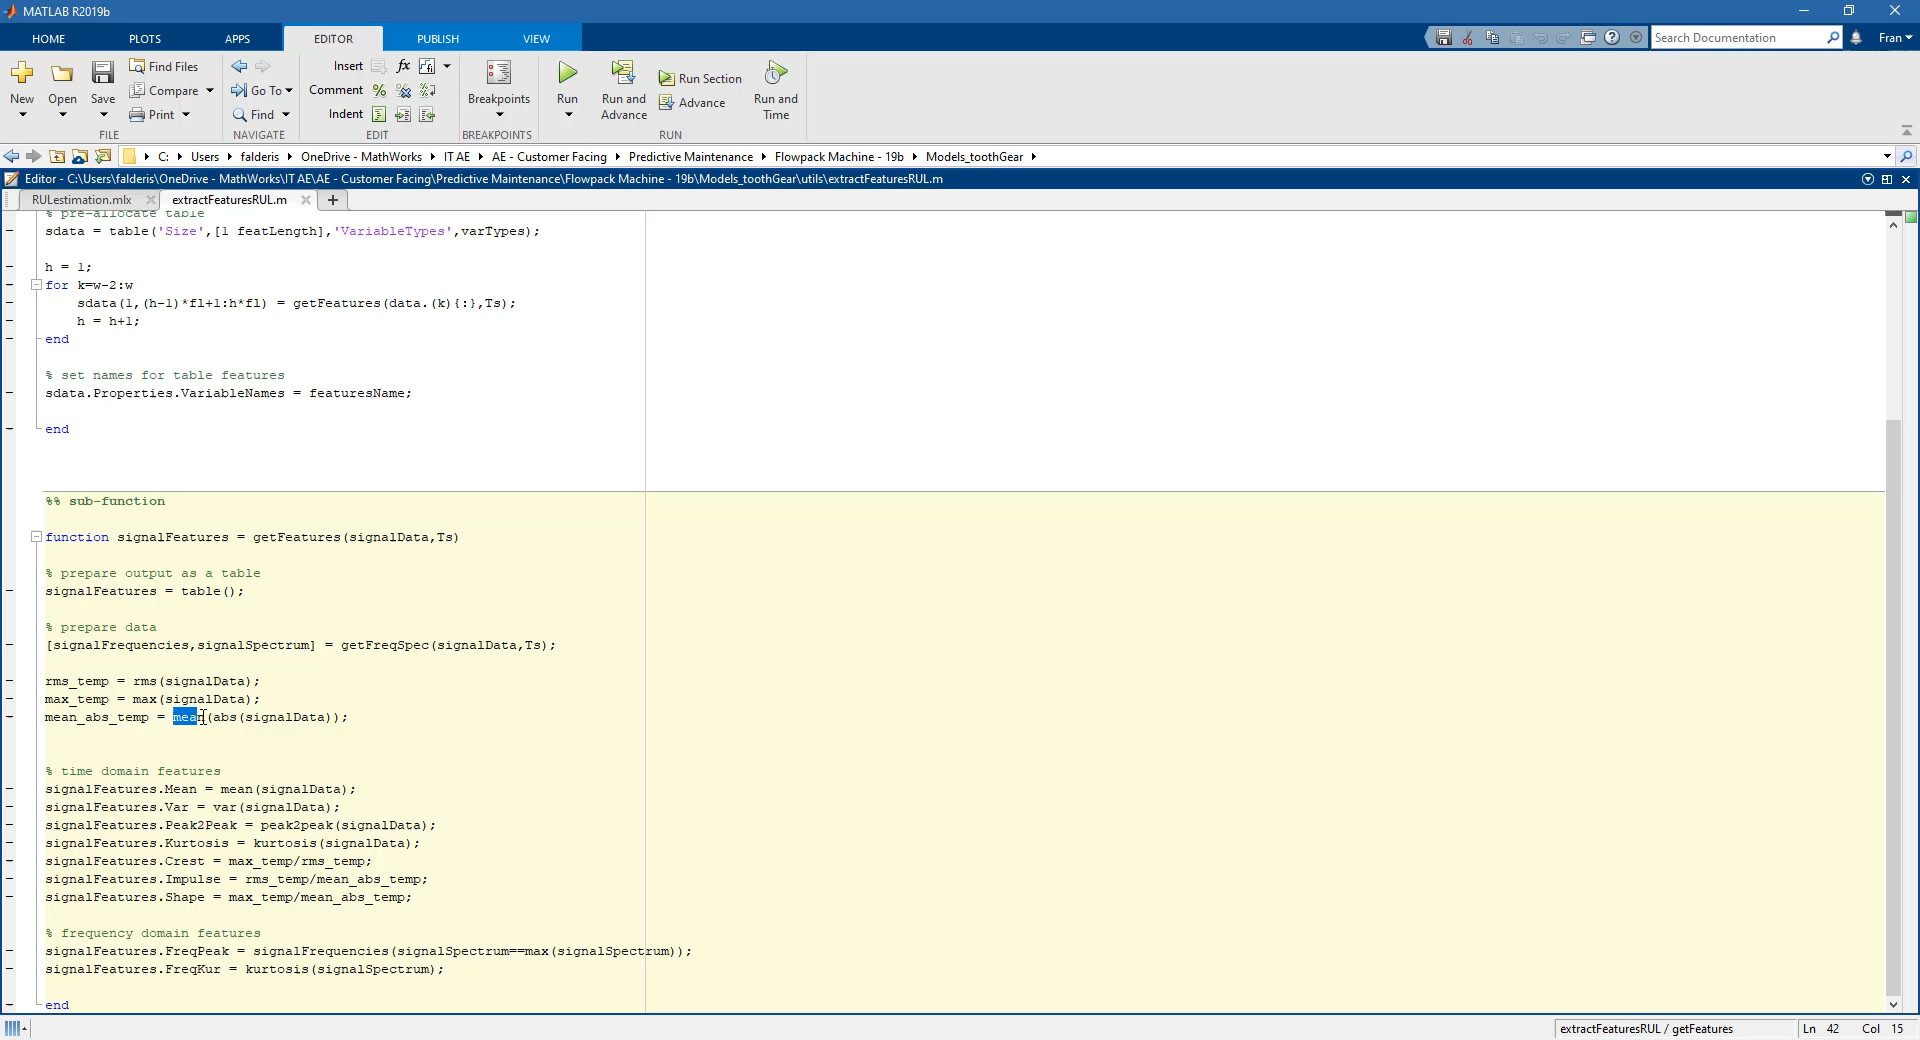 MATLAB R2019b
HOME PLOTS APPS EDITOR PUBLISH VIEW
Search Documentation Fran
New Open Save
Find Files
Compare
Print
FILE
Go To
Find
NAVIGATE
Insert fx
Comment
Indent
EDIT
Breakpoints
BREAKPOINTS
Run
Run and Advance
Run Section
Advance
Run and Time
RUN
C: Users falderis OneDrive - MathWorks IT AE AE - Customer Facing Predictive Maintenance Flowpack Machine - 19b Models_toothGear
Editor - C:\Users\falderis\OneDrive - MathWorks\IT AE\AE - Customer Facing\Predictive Maintenance\Flowpack Machine - 19b\Models_toothGear\utils\extractFeaturesRUL.m
RULestimation.mlx extractFeaturesRUL.m
% pre-allocate table
sdata = table('Size',[1 featLength],'VariableTypes',varTypes);
h = 1;
for k=w-2:w
sdata(1,(h-1)*fl+1:h*fl) = getFeatures(data.(k){:},Ts);
h = h+1;
end
% set names for table features
sdata.Properties.VariableNames = featuresName;
end
%% sub-function
function signalFeatures = getFeatures(signalData,Ts)
% prepare output as a table
signalFeatures = table();
% prepare data
[signalFrequencies,signalSpectrum] = getFreqSpec(signalData,Ts);
rms_temp = rms(signalData);
max_temp = max(signalData);
mean_abs_temp = mean(abs(signalData));
% time domain features
signalFeatures.Mean = mean(signalData);
signalFeatures.Var = var(signalData);
signalFeatures.Peak2Peak = peak2peak(signalData);
signalFeatures.Kurtosis = kurtosis(signalData);
signalFeatures.Crest = max_temp/rms_temp;
signalFeatures.Impulse = rms_temp/mean_abs_temp;
signalFeatures.Shape = max_temp/mean_abs_temp;
% frequency domain features
signalFeatures.FreqPeak = signalFrequencies(signalSpectrum==max(signalSpectrum));
signalFeatures.FreqKur = kurtosis(signalSpectrum);
end
extractFeaturesRUL / getFeatures Ln 42 Col 15